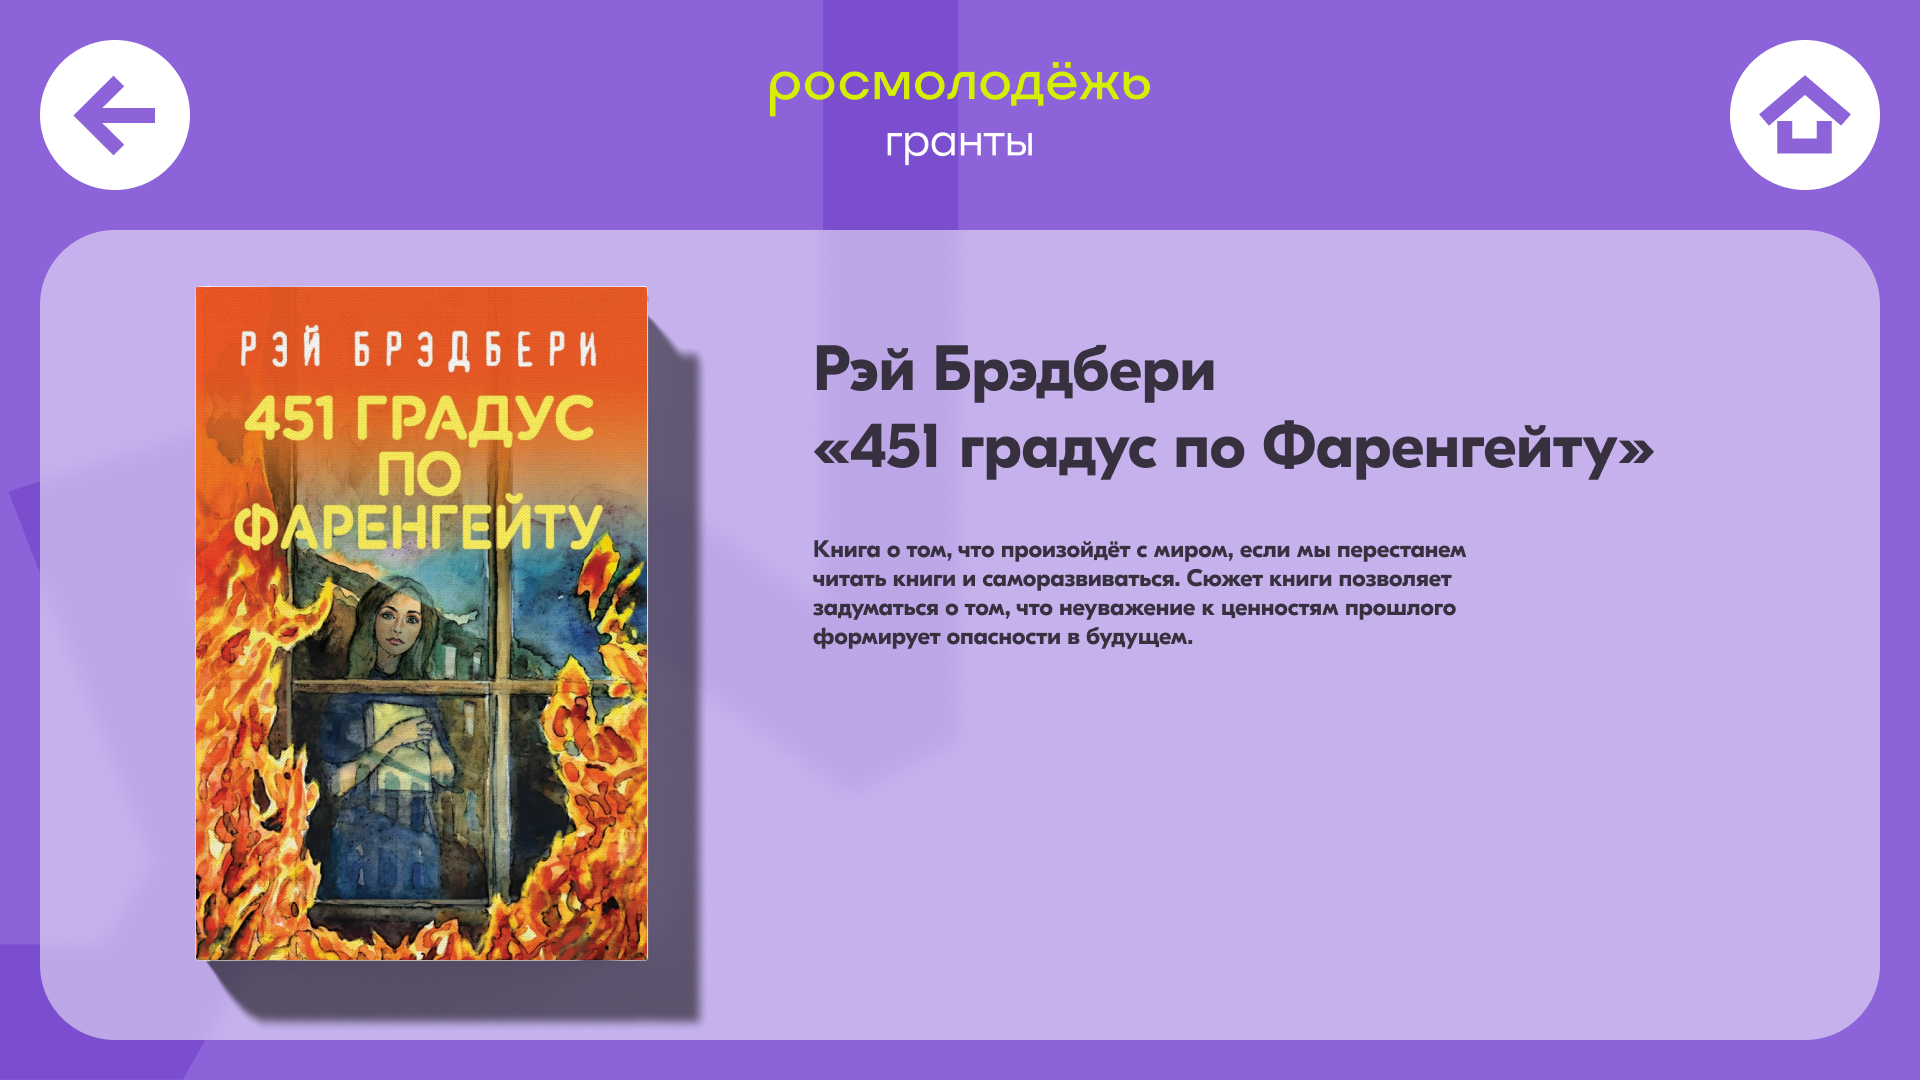 росмолодёжь
гранты
РЭЙ БРЭДБЕРИ
451 ГРАДУС
ПО
ФАРЕНГЕЙТУ
Рэй Брэдбери
«451 градус по Фаренгейту»
Книга о том, что произойдёт с миром, если мы перестанем
читать книги и саморазвиваться. Сюжет книги позволяет
задуматься о том, что неуважение к ценностям прошлого
формирует опасности в будущем.